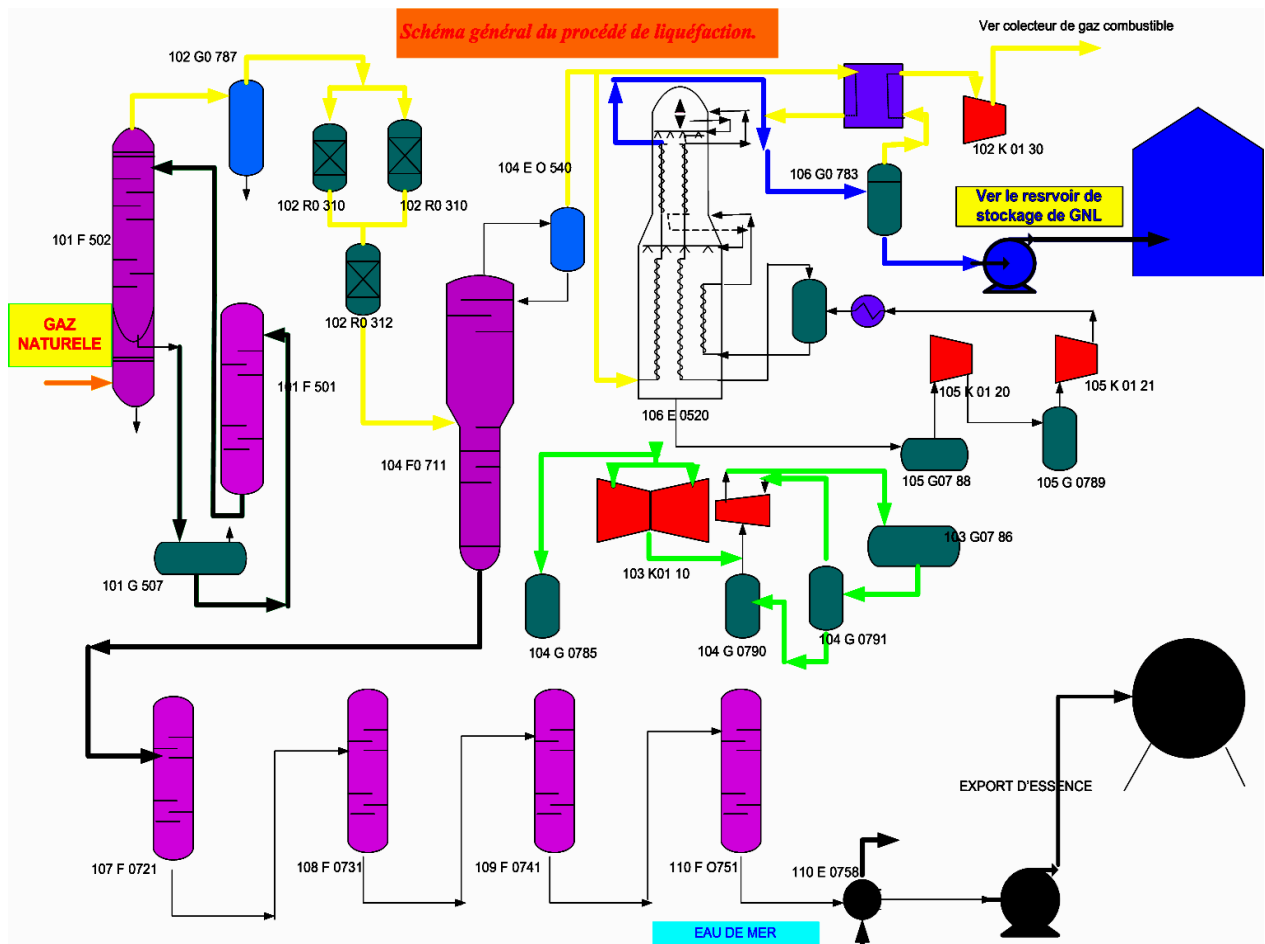 Schéma général du procédé de liquéfaction.
Ver colecteur de gaz combustible
102 G0 787
102 K 01 30
104 E O 540
106 G0 783
102 R0 310
102 R0 310
Ver le resrvoir de
stockage de GNL
101 F 502
102 R0 312
GAZ
NATURELE
101 F 501
105 K 01 20
105 K 01 21
106 E 0520
104 F0 711
105 G07 88
105 G 0789
103 G07 86
101 G 507
103 K01 10
104 G 0785
104 G 0790
104 G 0791
EXPORT D'ESSENCE
107 F 0721
108 F 0731
109 F 0741
110 F O751
110 E 0758
EAU DE MER